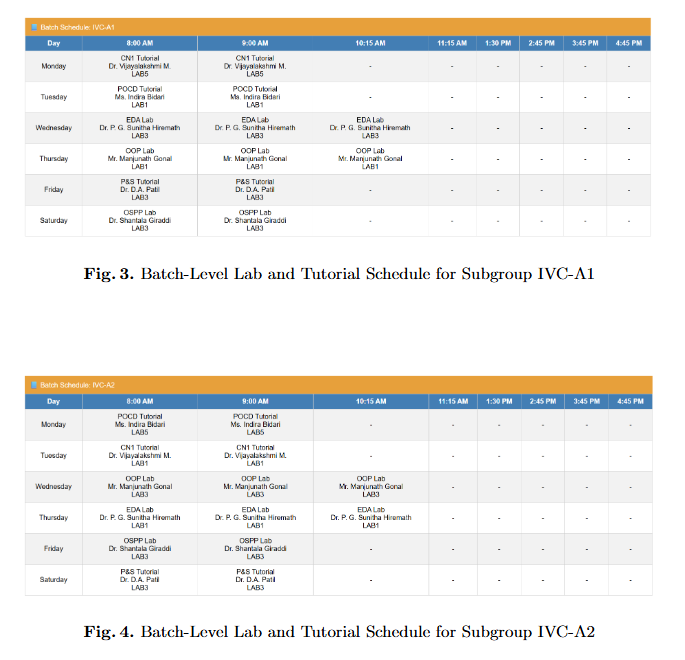 Batch Schedule: IVC-A1
Day 8:00 AM 9:00 AM 10:15 AM 11:15 AM 1:30 PM 2:45 PM 3:45 PM 4:45 PM
CN1 Tutorial CN1 Tutorial
Monday Dr. Vijayalakshmi M. Dr. Vijayalakshmi M. - - - - - -
LAB5 LAB5
POCD Tutorial POCD Tutorial
Tuesday Ms. Indira Bidari Ms. Indira Bidari - - - - - -
LAB1 LAB1
EDA Lab EDA Lab EDA Lab
Wednesday Dr. P. G. Sunitha Hiremath Dr. P. G. Sunitha Hiremath Dr. P. G. Sunitha Hiremath - - - - -
LAB3 LAB3 LAB3
OOP Lab OOP Lab OOP Lab
Thursday Mr. Manjunath Gonal Mr. Manjunath Gonal Mr. Manjunath Gonal - - - - -
LAB1 LAB1 LAB1
P&S Tutorial P&S Tutorial
Friday Dr. D.A. Patil Dr. D.A. Patil - - - - - -
LAB3 LAB3
OSPP Lab OSPP Lab
Saturday Dr. Shantala Giraddi Dr. Shantala Giraddi - - - - - -
LAB3 LAB3
Fig. 3. Batch-Level Lab and Tutorial Schedule for Subgroup IVC-A1
Batch Schedule: IVC-A2
Day 8:00 AM 9:00 AM 10:15 AM 11:15 AM 1:30 PM 2:45 PM 3:45 PM 4:45 PM
POCD Tutorial POCD Tutorial
Monday Ms. Indira Bidari Ms. Indira Bidari - - - - - -
LAB5 LAB5
CN1 Tutorial CN1 Tutorial
Tuesday Dr. Vijayalakshmi M. Dr. Vijayalakshmi M. - - - - - -
LAB1 LAB1
OOP Lab OOP Lab OOP Lab
Wednesday Mr. Manjunath Gonal Mr. Manjunath Gonal Mr. Manjunath Gonal - - - - -
LAB3 LAB3 LAB3
EDA Lab EDA Lab EDA Lab
Thursday Dr. P. G. Sunitha Hiremath Dr. P. G. Sunitha Hiremath Dr. P. G. Sunitha Hiremath - - - - -
LAB1 LAB1 LAB1
OSPP Lab OSPP Lab
Friday Dr. Shantala Giraddi Dr. Shantala Giraddi - - - - - -
LAB3 LAB3
P&S Tutorial P&S Tutorial
Saturday Dr. D.A. Patil Dr. D.A. Patil - - - - - -
LAB3 LAB3
Fig. 4. Batch-Level Lab and Tutorial Schedule for Subgroup IVC-A2